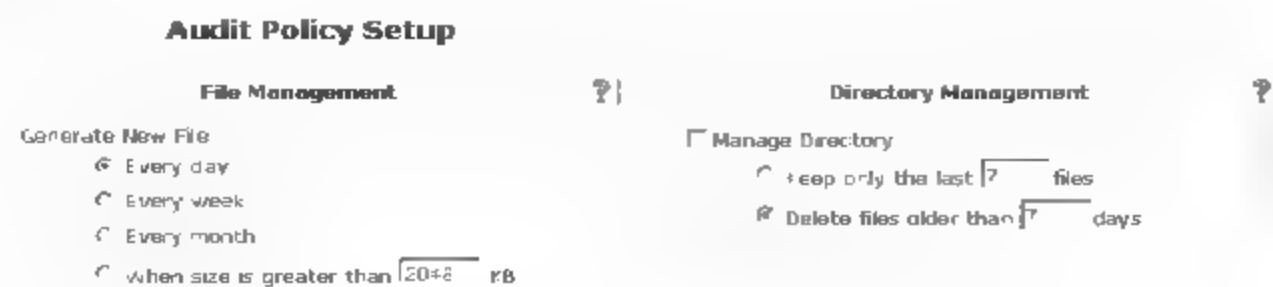 Audit Policy Setup
File Management ?
Generate New File
Every day
Every week
Every month
When size is greater than 2048 KB
Directory Management ?
Manage Directory
Keep only the last 7 files
Delete files older than 7 days